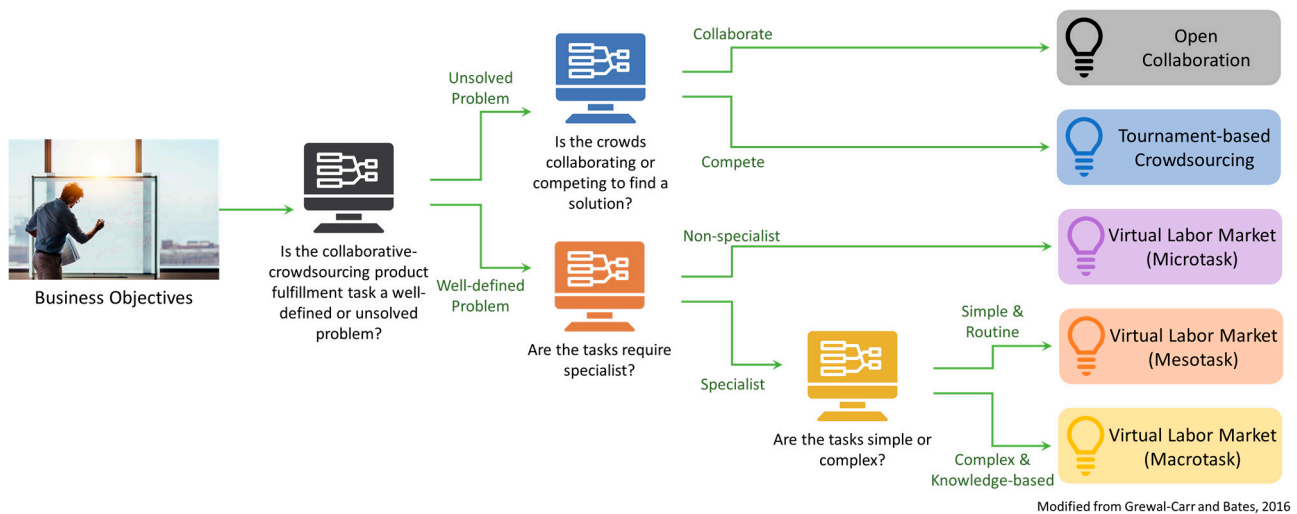 Business Objectives
Is the collaborative-
crowdsourcing product
fulfillment task a well-
defined or unsolved
problem?
Unsolved
Problem
Well-defined
Problem
Is the crowds
collaborating or
competing to find a
solution?
Are the tasks require
specialist?
Collaborate
Compete
Non-specialist
Specialist
Are the tasks simple or
complex?
Simple &
Routine
Complex &
Knowledge-based
Open
Collaboration
Tournament-based
Crowdsourcing
Virtual Labor Market
(Microtask)
Virtual Labor Market
(Mesotask)
Virtual Labor Market
(Macrotask)
Modified from Grewal-Carr and Bates, 2016